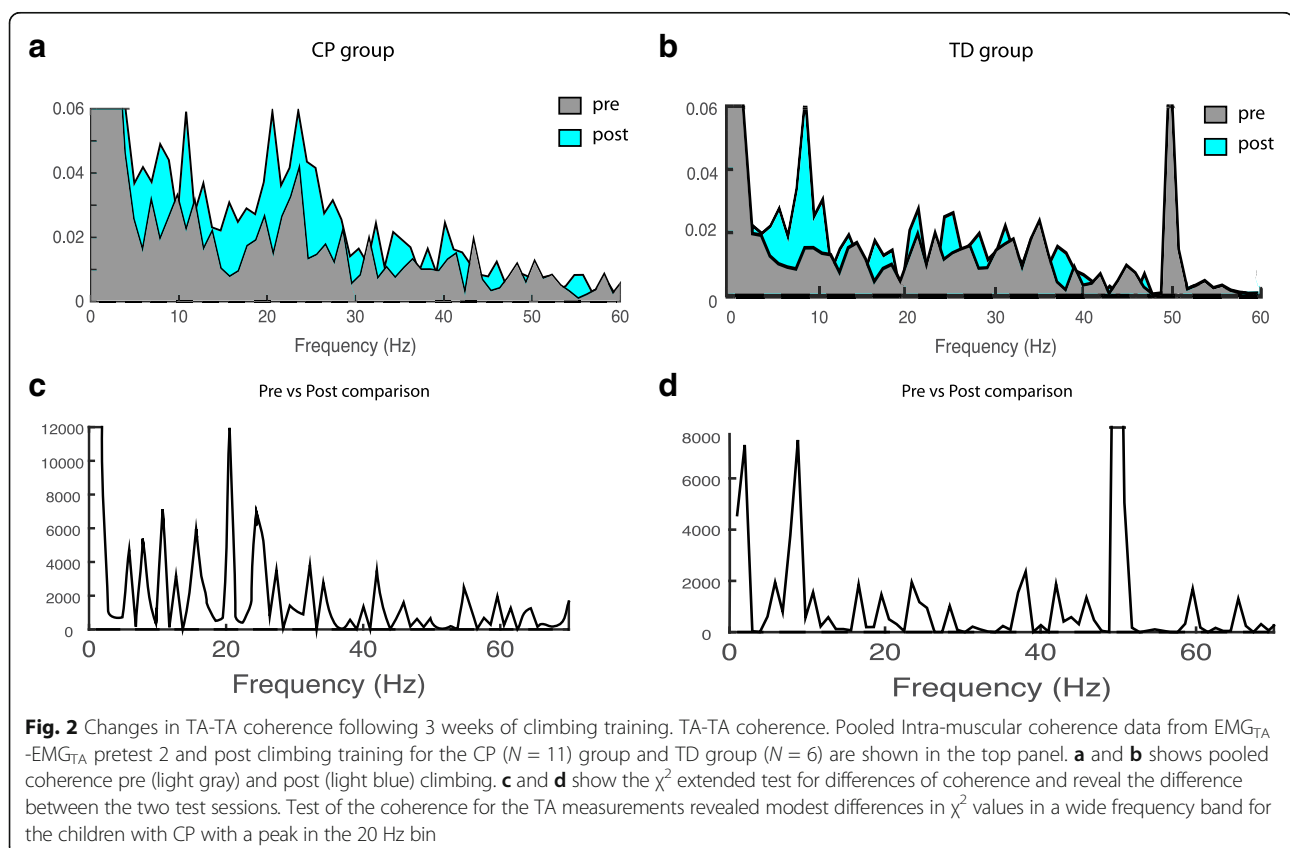 a
CP group
0.06
0.04
0.02
0
pre
post
0 10 20 30 40 50 60
Frequency (Hz)
b
TD group
0.06
0.04
0.02
0
pre
post
0 10 20 30 40 50 60
Frequency (Hz)
c
Pre vs Post comparison
12000
10000
8000
6000
4000
2000
0
0 20 40 60
Frequency (Hz)
d
Pre vs Post comparison
8000
6000
4000
2000
0
0 20 40 60
Frequency (Hz)
Fig. 2 Changes in TA-TA coherence following 3 weeks of climbing training. TA-TA coherence. Pooled Intra-muscular coherence data from EMG_TA
-EMG_TA pretest 2 and post climbing training for the CP (N = 11) group and TD group (N = 6) are shown in the top panel. a and b shows pooled
coherence pre (light gray) and post (light blue) climbing. c and d show the χ² extended test for differences of coherence and reveal the difference
between the two test sessions. Test of the coherence for the TA measurements revealed modest differences in χ² values in a wide frequency band for
the children with CP with a peak in the 20 Hz bin